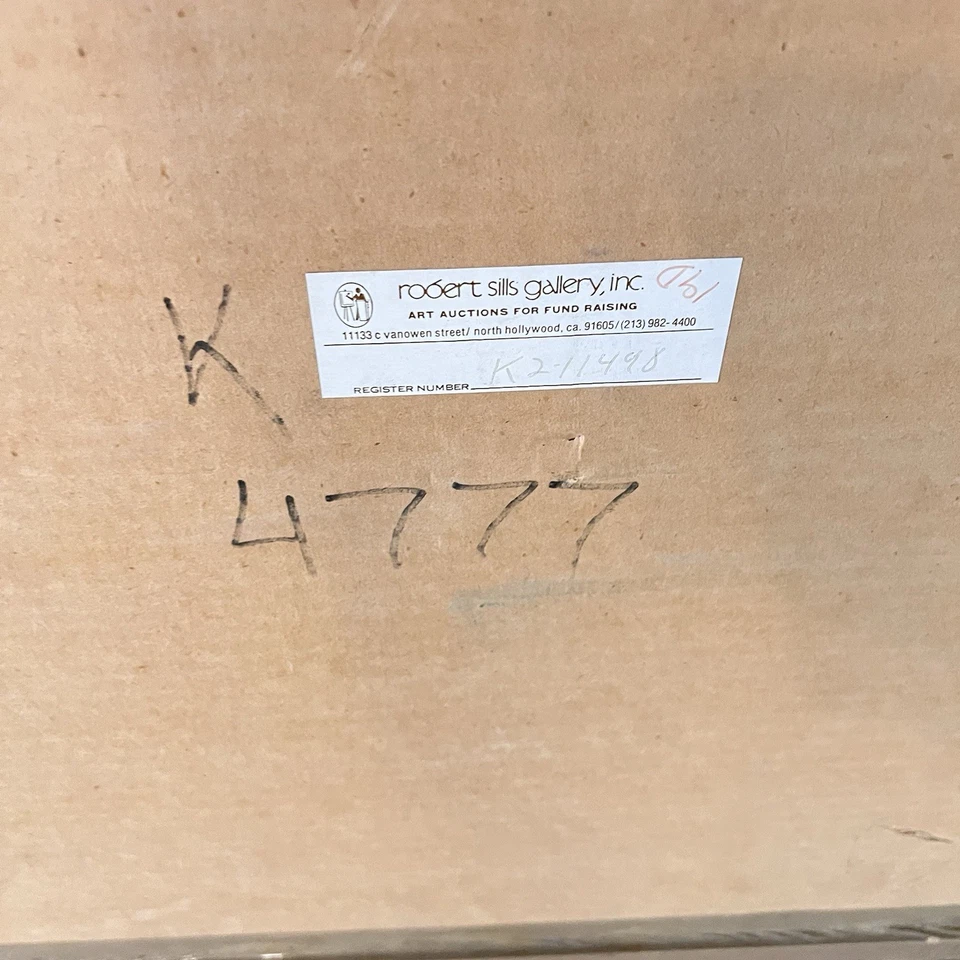 robert sills gallery, inc.
ART AUCTIONS FOR FUND RAISING
11133 c vanowen street/ north hollywood, ca. 91605/(213) 982-4400
REGISTER NUMBER K2-11498
K
4777